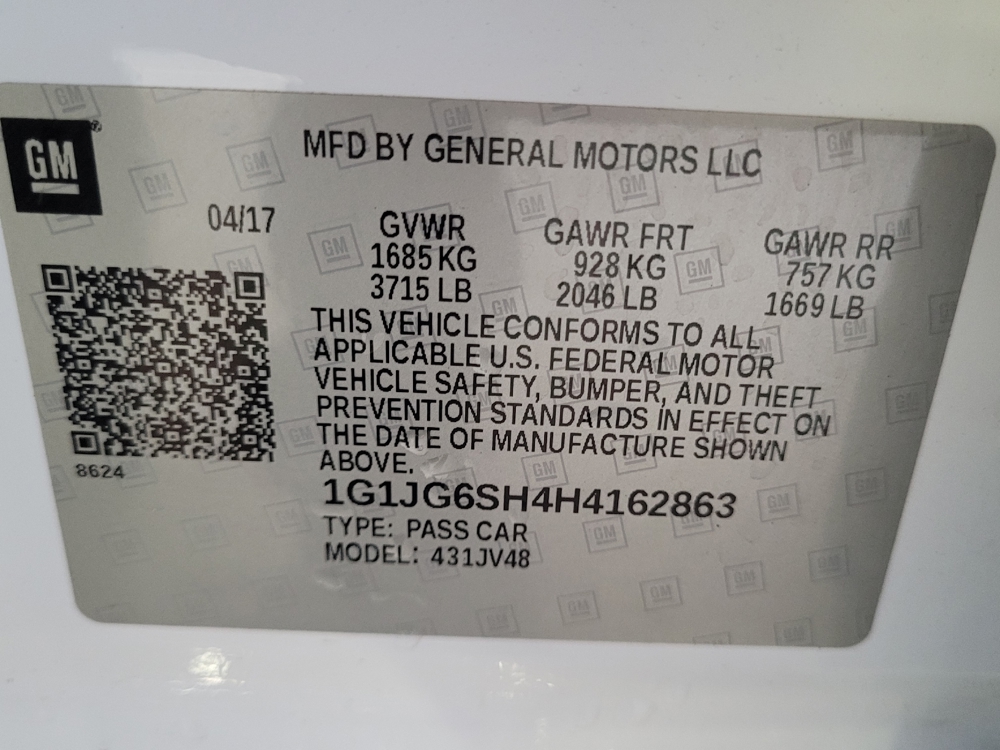 GM
MFD BY GENERAL MOTORS LLC
04/17
GVWR GAWR FRT GAWR RR
1685 KG 928 KG 757 KG
3715 LB 2046 LB 1669 LB
THIS VEHICLE CONFORMS TO ALL
APPLICABLE U.S. FEDERAL MOTOR
VEHICLE SAFETY, BUMPER, AND THEFT
PREVENTION STANDARDS IN EFFECT ON
THE DATE OF MANUFACTURE SHOWN
ABOVE.
8624
1G1JG6SH4H4162863
TYPE: PASS CAR
MODEL: 431JV48